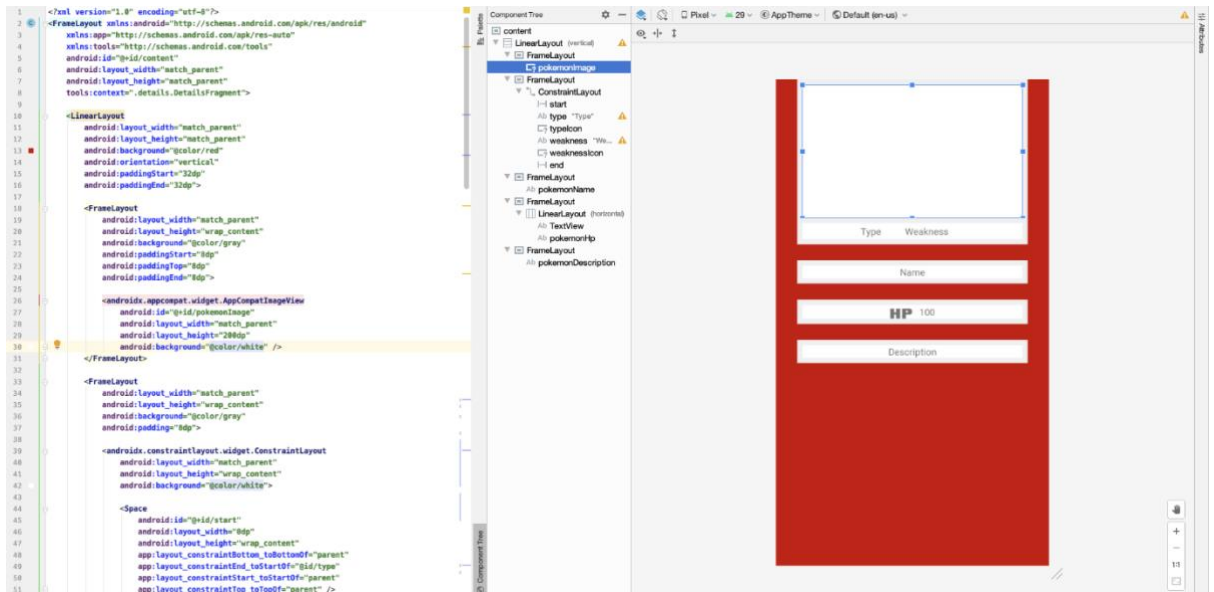 1 <?xml version="1.0" encoding="utf-8"?>
2 <FrameLayout xmlns:android="http://schemas.android.com/apk/res/android"
3 xmlns:app="http://schemas.android.com/apk/res-auto"
4 xmlns:tools="http://schemas.android.com/tools"
5 android:id="@+id/content"
6 android:layout_width="match_parent"
7 android:layout_height="match_parent"
8 tools:context=".details.DetailsFragment">
9
10 <LinearLayout
11 android:layout_width="match_parent"
12 android:layout_height="match_parent"
13 android:background="@color/red"
14 android:orientation="vertical"
15 android:paddingStart="32dp"
16 android:paddingEnd="32dp">
17
18 <FrameLayout
19 android:layout_width="match_parent"
20 android:layout_height="wrap_content"
21 android:background="@color/gray"
22 android:paddingStart="8dp"
23 android:paddingTop="8dp"
24 android:paddingEnd="8dp">
25
26 <androidx.appcompat.widget.AppCompatImageView
27 android:id="@+id/pokemonImage"
28 android:layout_width="match_parent"
29 android:layout_height="200dp"
30 android:background="@color/white" />
31 </FrameLayout>
32
33 <FrameLayout
34 android:layout_width="match_parent"
35 android:layout_height="wrap_content"
36 android:background="@color/gray"
37 android:padding="8dp">
38
39 <androidx.constraintlayout.widget.ConstraintLayout
40 android:layout_width="match_parent"
41 android:layout_height="wrap_content"
42 android:background="@color/white">
43
44 <Space
45 android:id="@+id/start"
46 android:layout_width="0dp"
47 android:layout_height="wrap_content"
48 app:layout_constraintBottom_toBottomOf="parent"
49 app:layout_constraintEnd_toStartOf="@id/type"
50 app:layout_constraintStart_toStartOf="parent"
51 app:layout_constraintTop_toTopOf="parent" />
Palette
Component Tree
Component Tree
content
LinearLayout (vertical)
FrameLayout
pokemonImage
FrameLayout
ConstraintLayout
start
Ab type "Type"
typeIcon
Ab weakness "We...
weaknessIcon
end
FrameLayout
Ab pokemonName
FrameLayout
LinearLayout (horizontal)
Ab TextView
Ab pokemonHp
FrameLayout
Ab pokemonDescription
Pixel 29 AppTheme Default (en-us)
Attributes
Type Weakness
Name
HP 100
Description
1:1